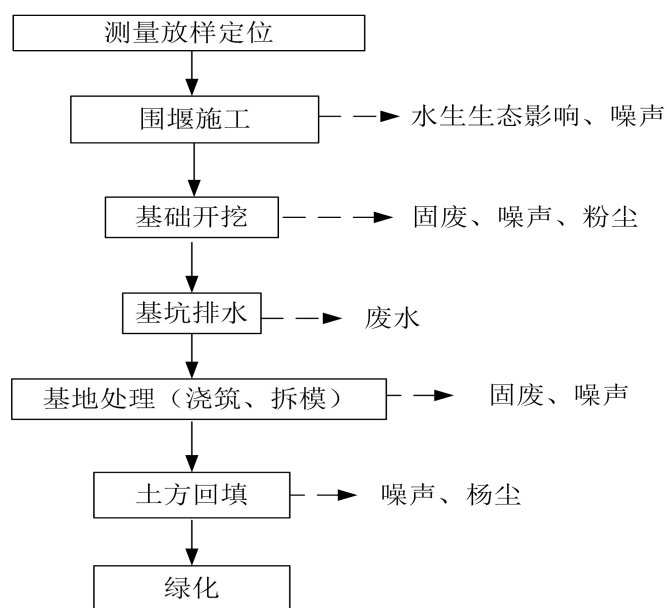 测量放样定位
围堰施工
水生生态影响、噪声
基础开挖
固废、噪声、粉尘
基坑排水
废水
基地处理（浇筑、拆模）
固废、噪声
土方回填
噪声、杨尘
绿化